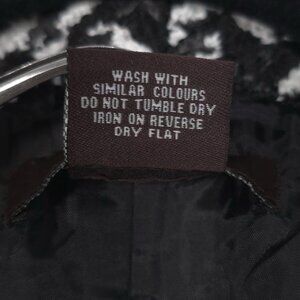 WASH WITH
SIMILAR COLOURS
DO NOT TUMBLE DRY
IRON ON REVERSE
DRY FLAT